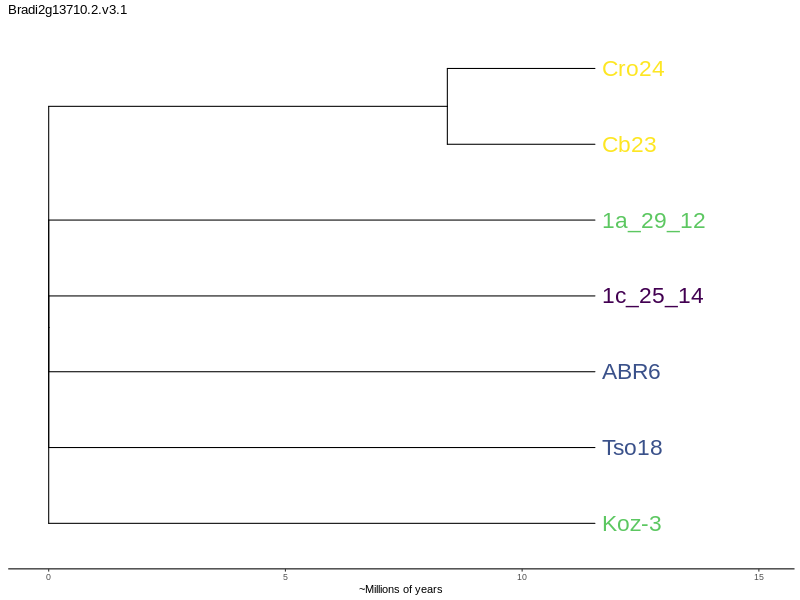 Bradi2g13710.2.v3.1
Cro24
Cb23
1a_29_12
1c_25_14
ABR6
Tso18
Koz-3
0 5 10 15
~Millions of years